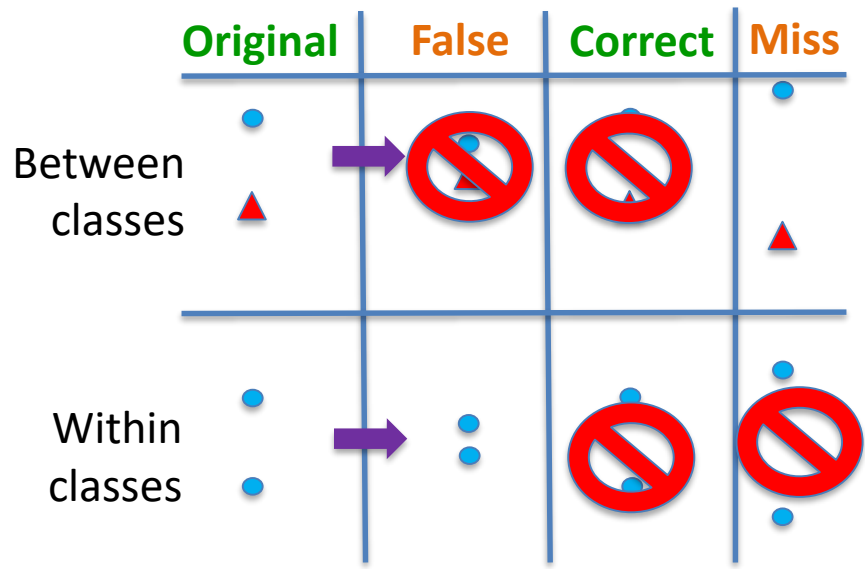 Original False Correct Miss
Between
classes
Within
classes